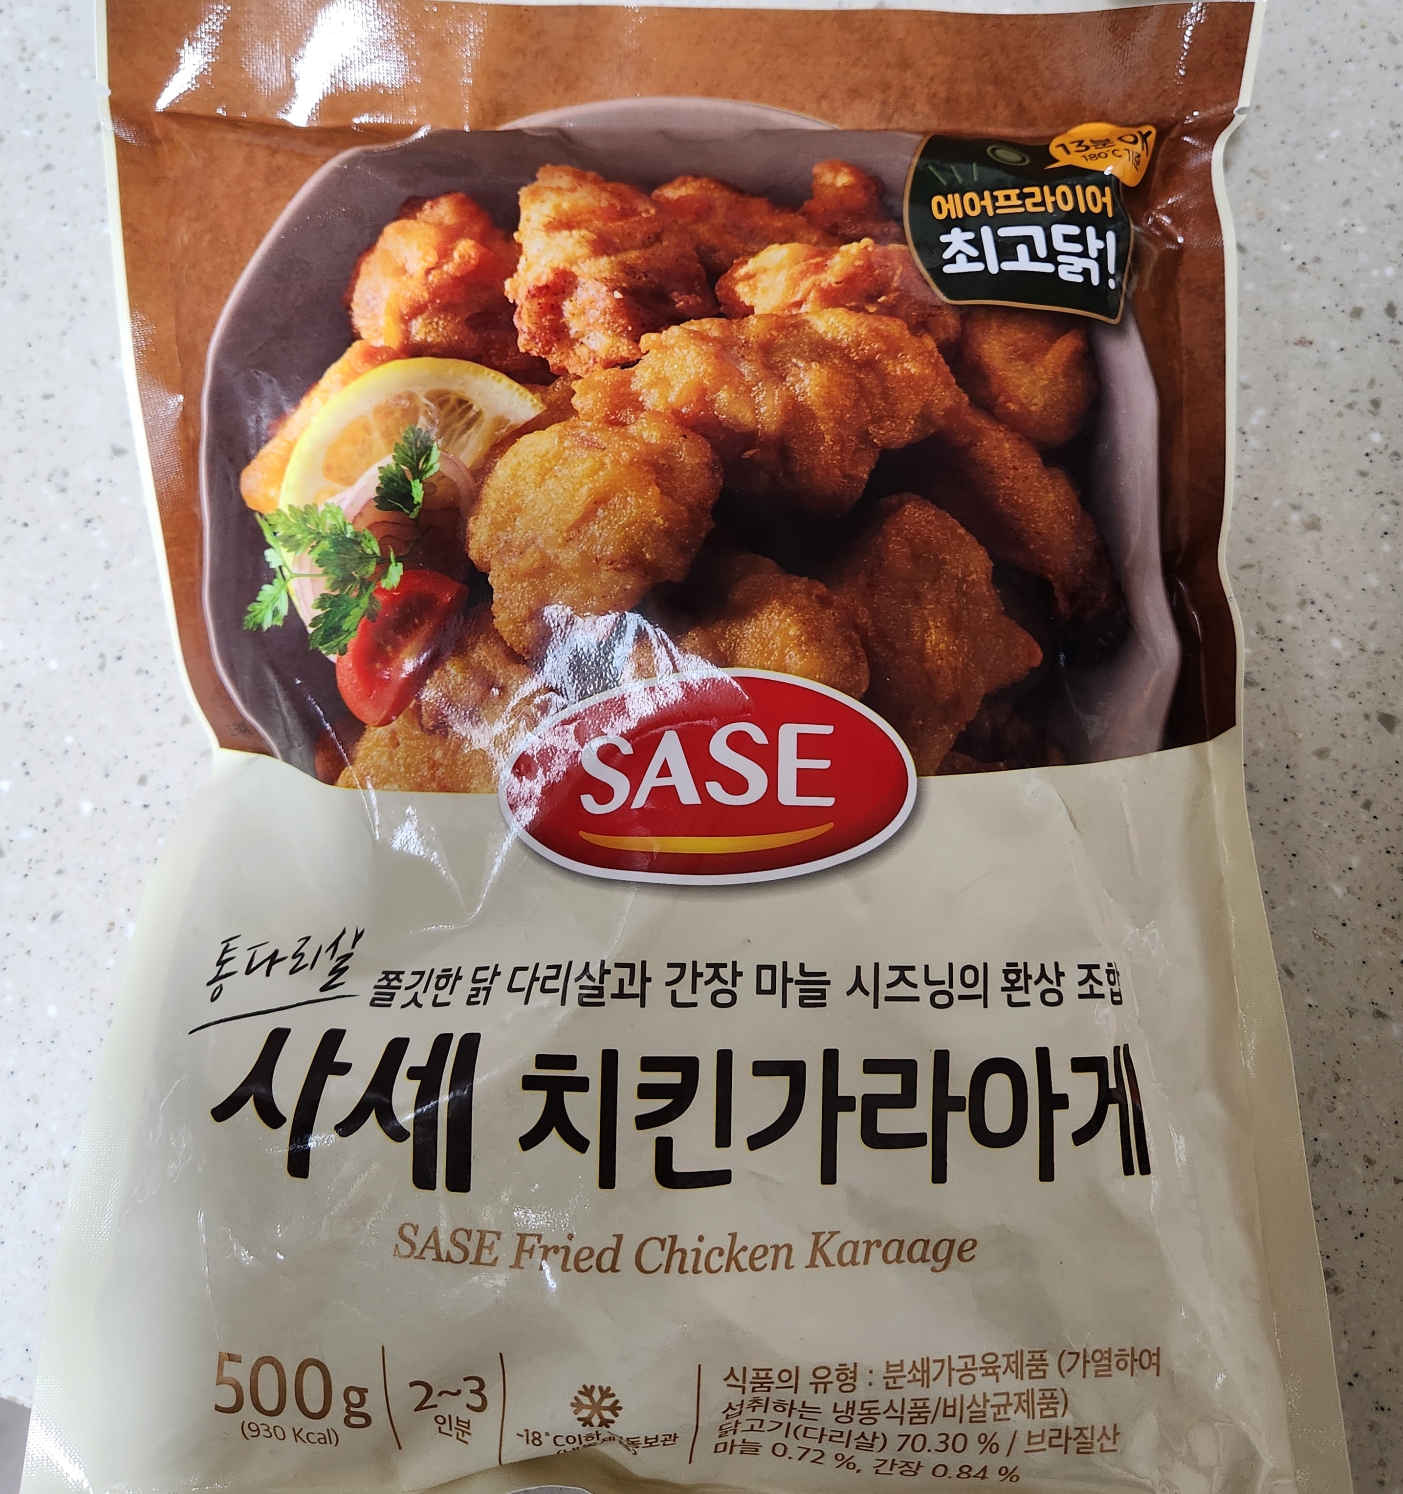 13분 OK
180˚C 기준
에어프라이어
최고닭!
SASE
통다리살
쫄깃한 닭 다리살과 간장 마늘 시즈닝의 환상 조합
사세 치킨가라아게
SASE Fried Chicken Karaage
500g
(930 Kcal)
2~3
인분
-18˚C이하 냉동보관
식품의 유형 : 분쇄가공육제품 (가열하여
섭취하는 냉동식품/비살균제품)
닭고기(다리살) 70.30 % / 브라질산
마늘 0.72 %, 간장 0.84 %